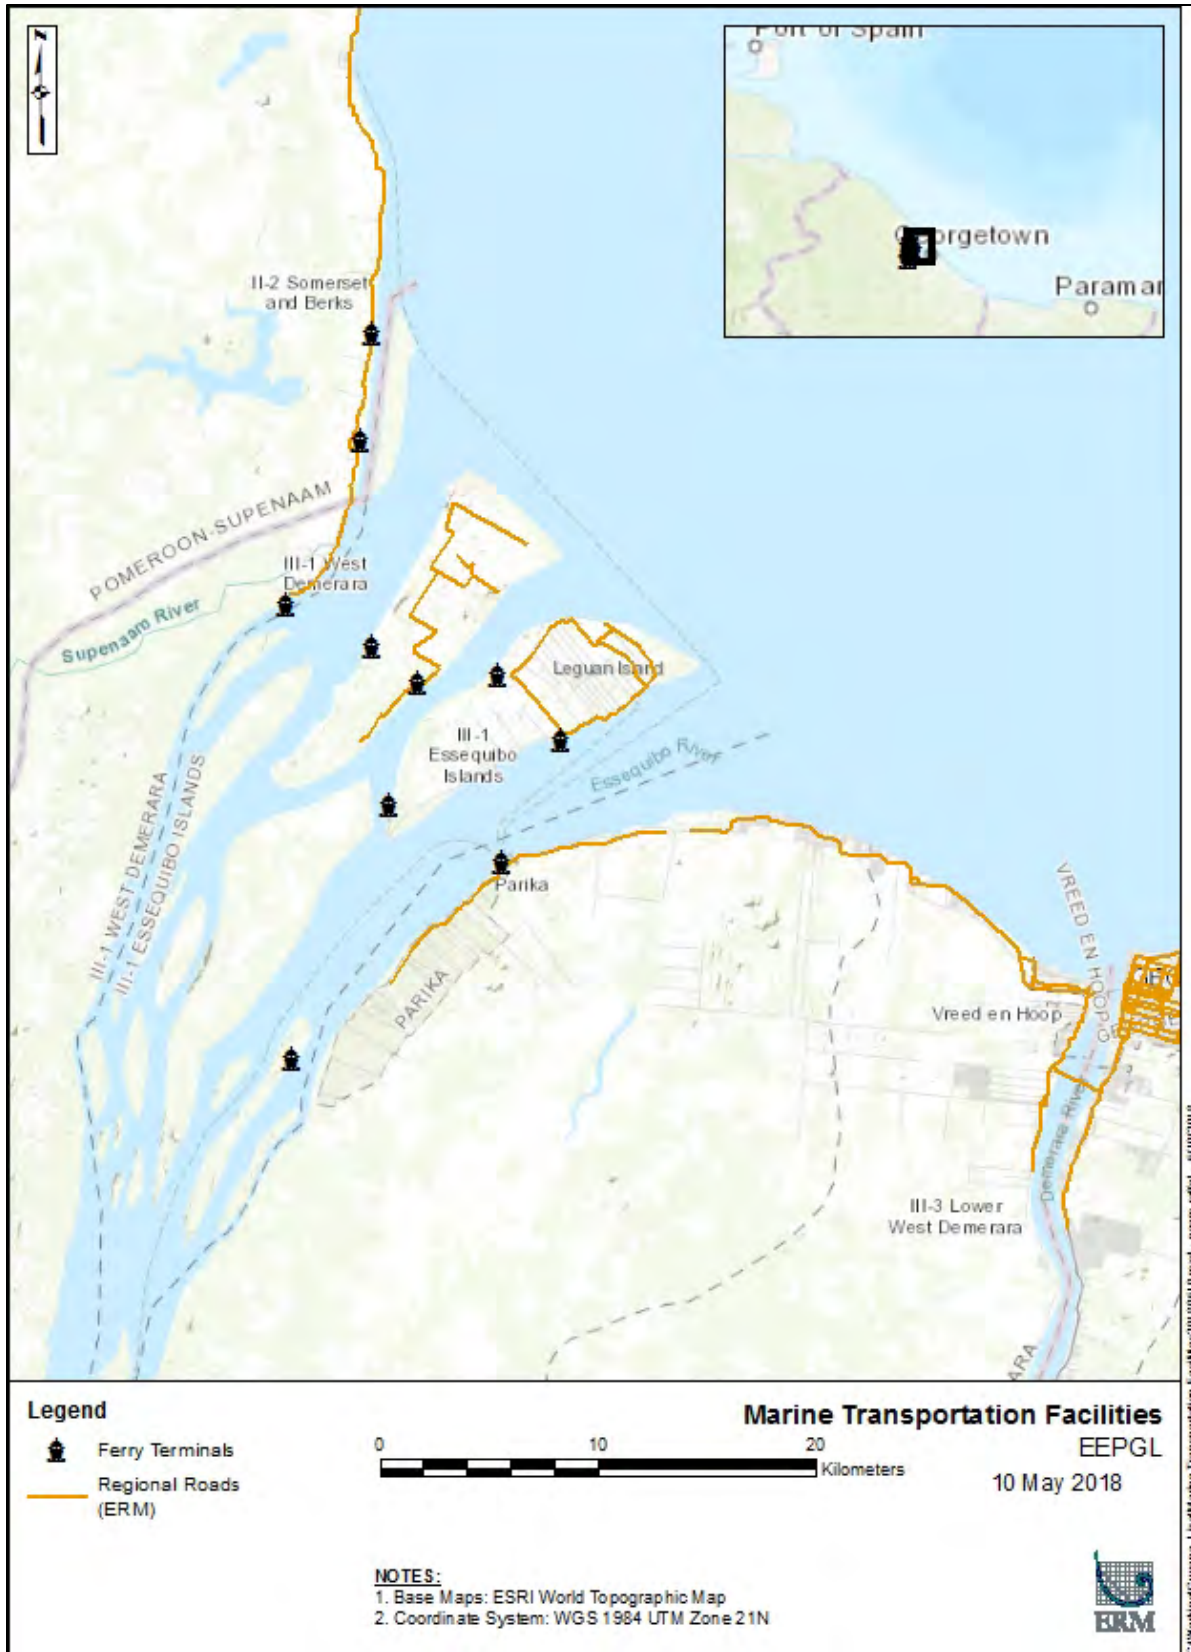 N
Port of Spain
Georgetown
Paramar
II-2 Somerset
and Berks
POMEROON-SUPENAAM
III-1 West
Demerara
Supenaam River
Leguan Island
III-1
Essequibo
Islands
Essequibo River
III-1 WEST DEMERARA
III-1 ESSEQUIBO ISLANDS
Parika
PARIKA
VREED EN HOOP
Vreed en Hoop
Demerara River
III-3 Lower
West Demerara
ARA
Legend
Ferry Terminals
Regional Roads
(ERM)
0 10 20
Kilometers
Marine Transportation Facilities
EEPGL
10 May 2018
NOTES:
1. Base Maps: ESRI World Topographic Map
2. Coordinate System: WGS 1984 UTM Zone 21N
ERM